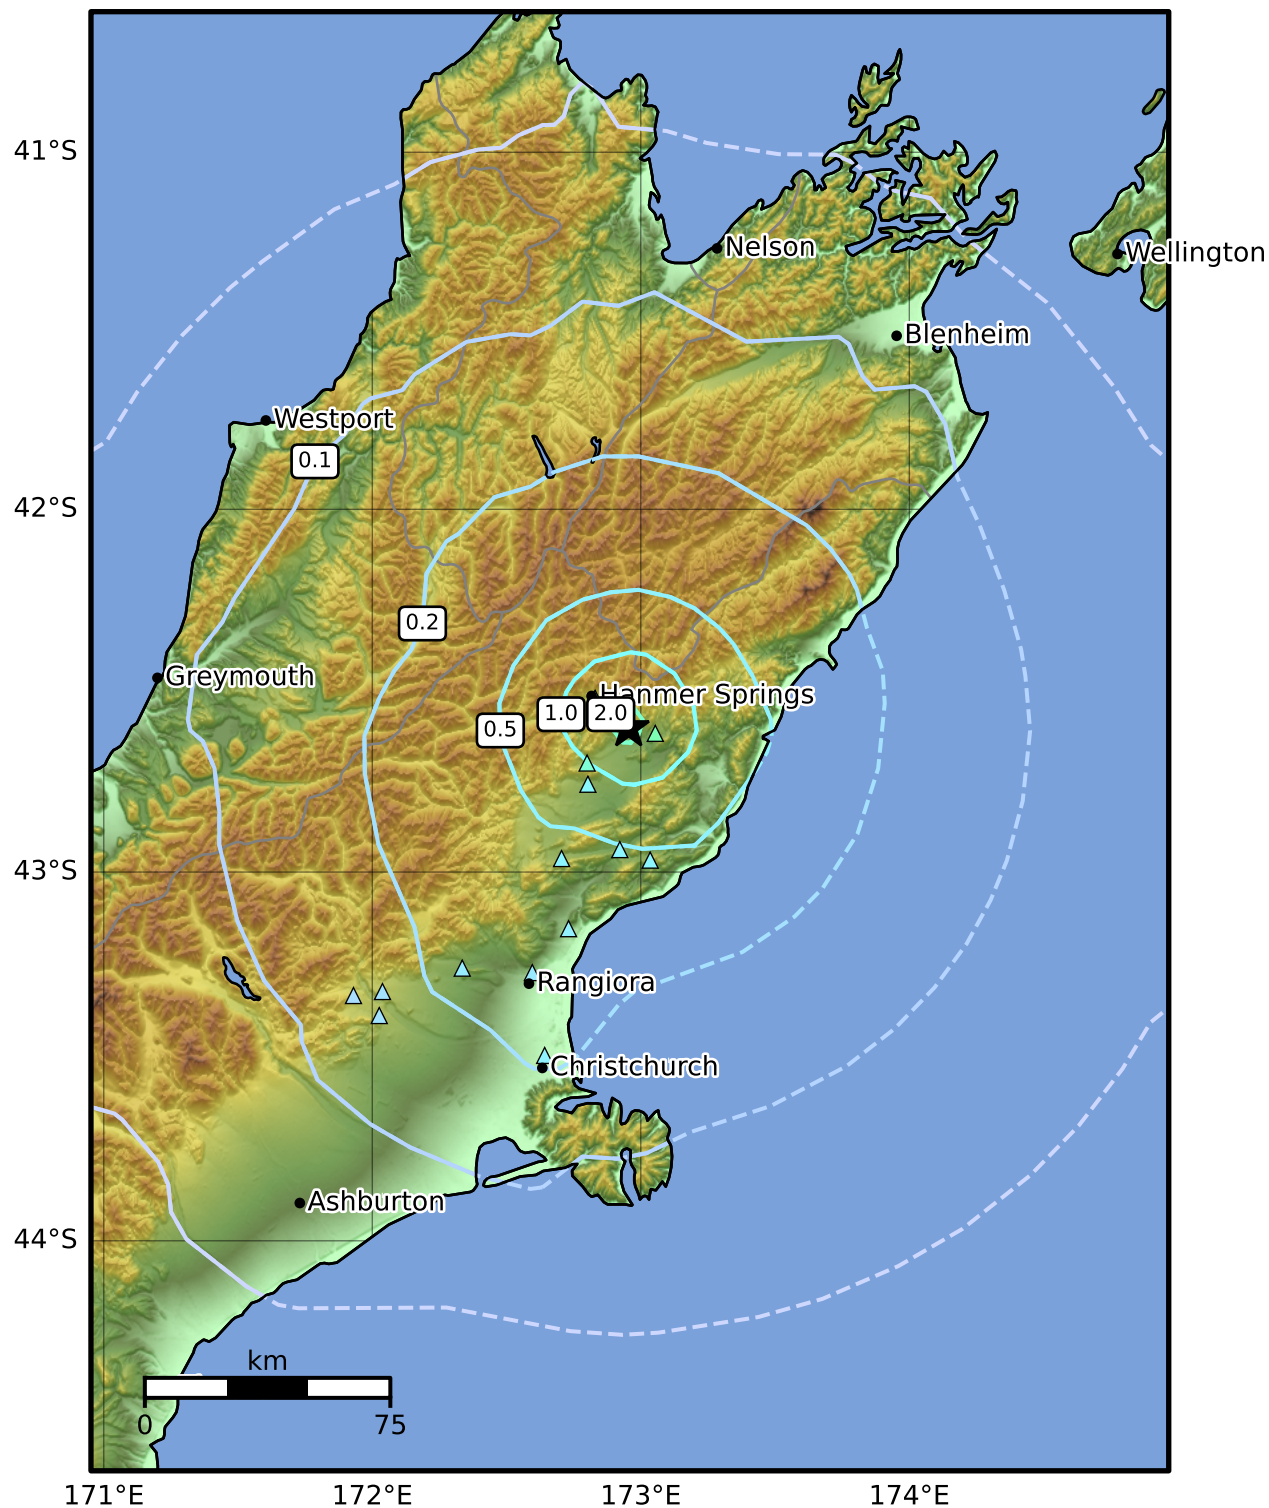 41°S
Nelson
Wellington
Blenheim
Westport
0.1
42°S
0.2
Greymouth
Hanmer Springs
0.5
1.0
2.0
43°S
Rangiora
Christchurch
Ashburton
44°S
km
0
75
171°E
172°E
173°E
174°E